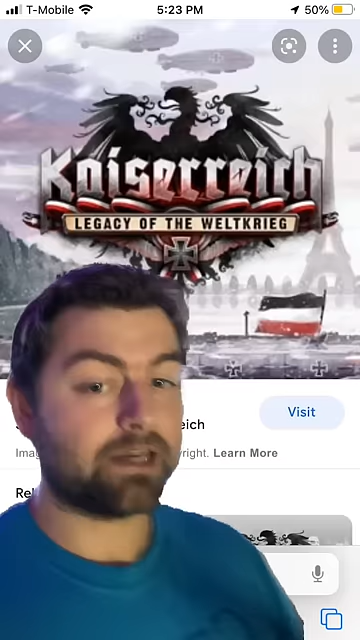 T-Mobile
5:23 PM
50%
Kaiserreich
LEGACY OF THE WELTKRIEG
eich
Visit
Imag
yright. Learn More
Rel